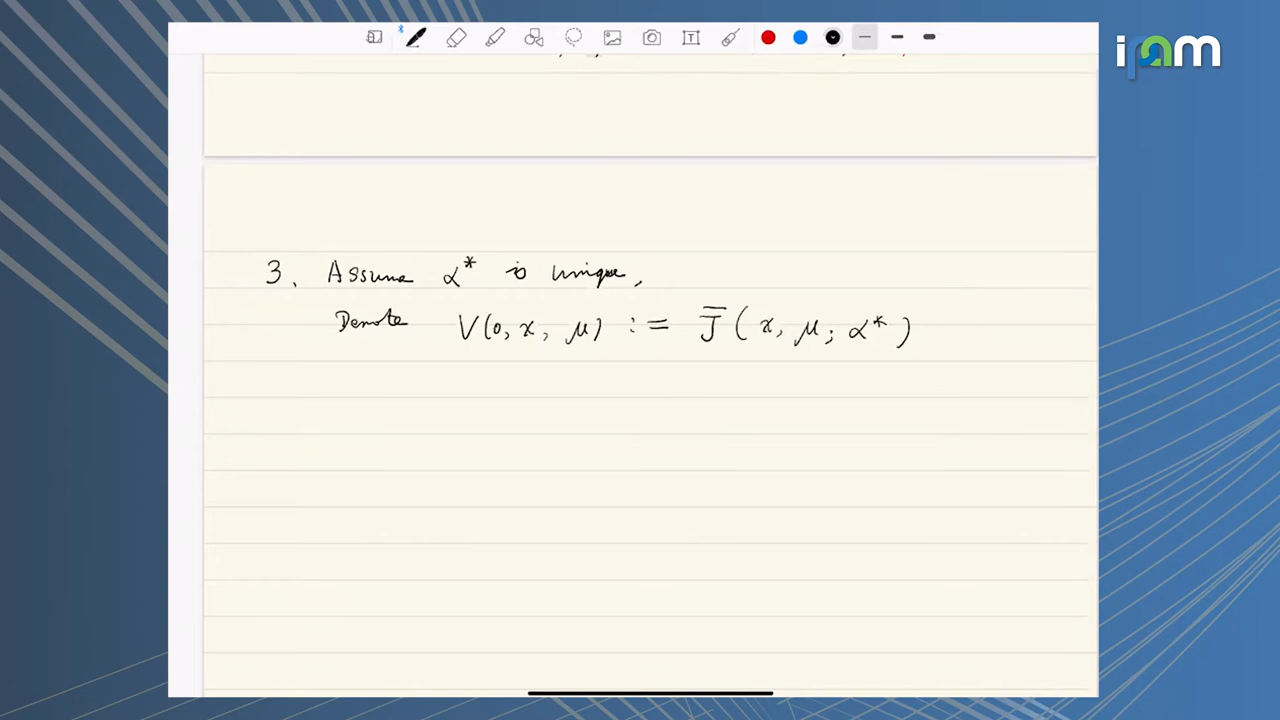 ipam
3. Assume α* is unique,
Denote V(0, x, μ) := J̄(x, μ; α*)